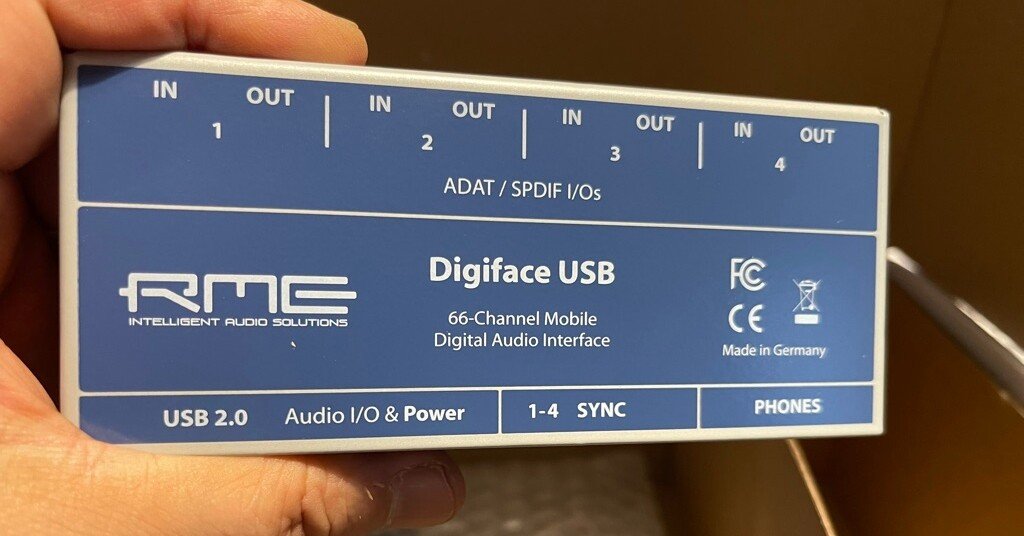 IN OUT IN OUT IN OUT IN OUT
1 2 3 4
ADAT / SPDIF I/Os
RME
INTELLIGENT AUDIO SOLUTIONS
Digiface USB
66-Channel Mobile
Digital Audio Interface
FC
CE
Made in Germany
USB 2.0 Audio I/O & Power
1-4 SYNC
PHONES